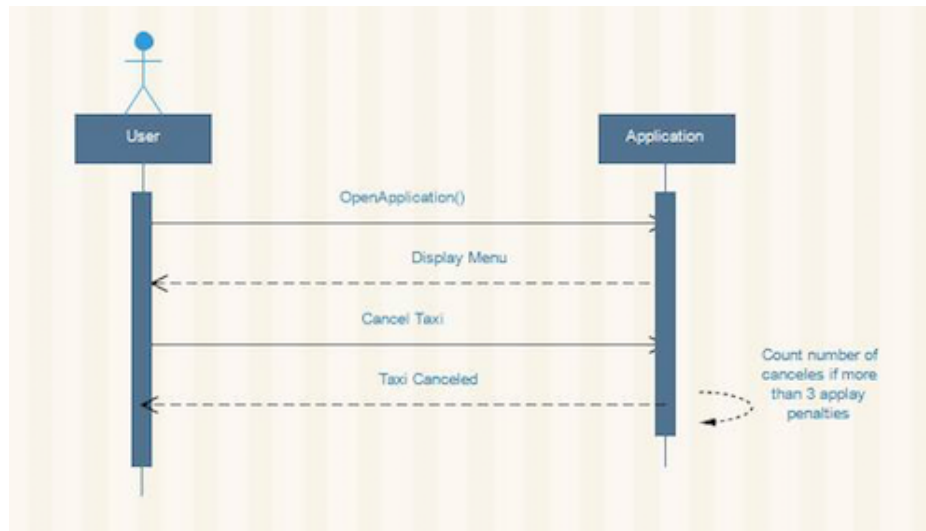 User
Application
OpenApplication()
Display Menu
Cancel Taxi
Taxi Canceled
Count number of
canceles if more
than 3 applay
penalties